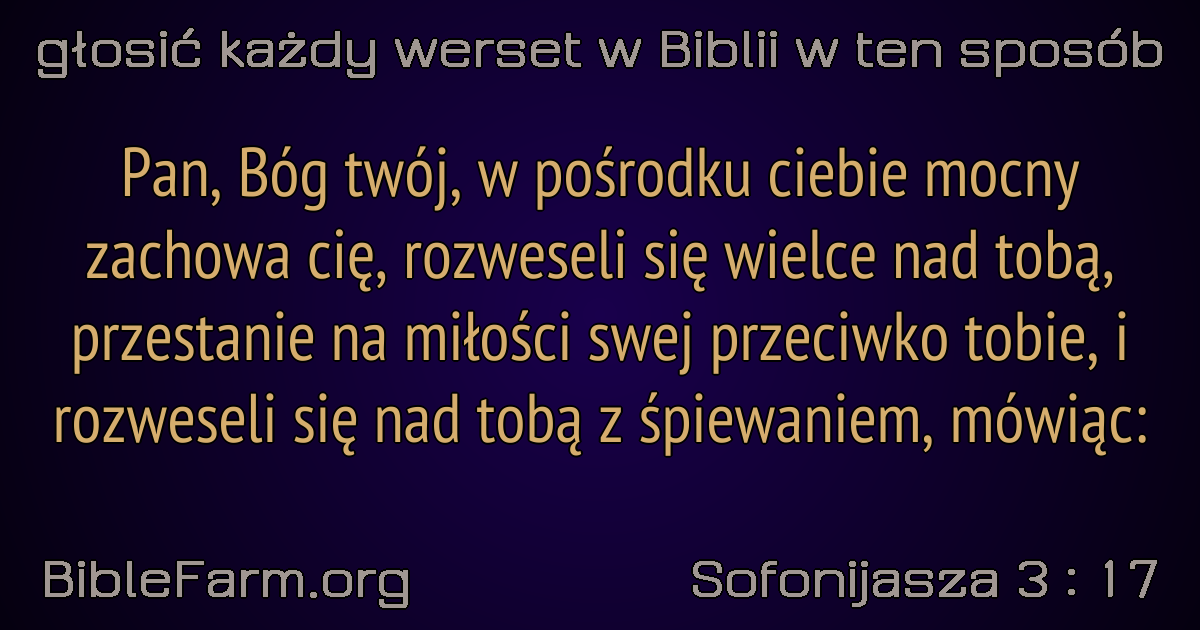 głosić każdy werset w Biblii w ten sposób
Pan, Bóg twój, w pośrodku ciebie mocny
zachowa cię, rozweseli się wielce nad tobą,
przestanie na miłości swej przeciwko tobie, i
rozweseli się nad tobą z śpiewaniem, mówiąc:
BibleFarm.org
Sofonijasza 3 : 17